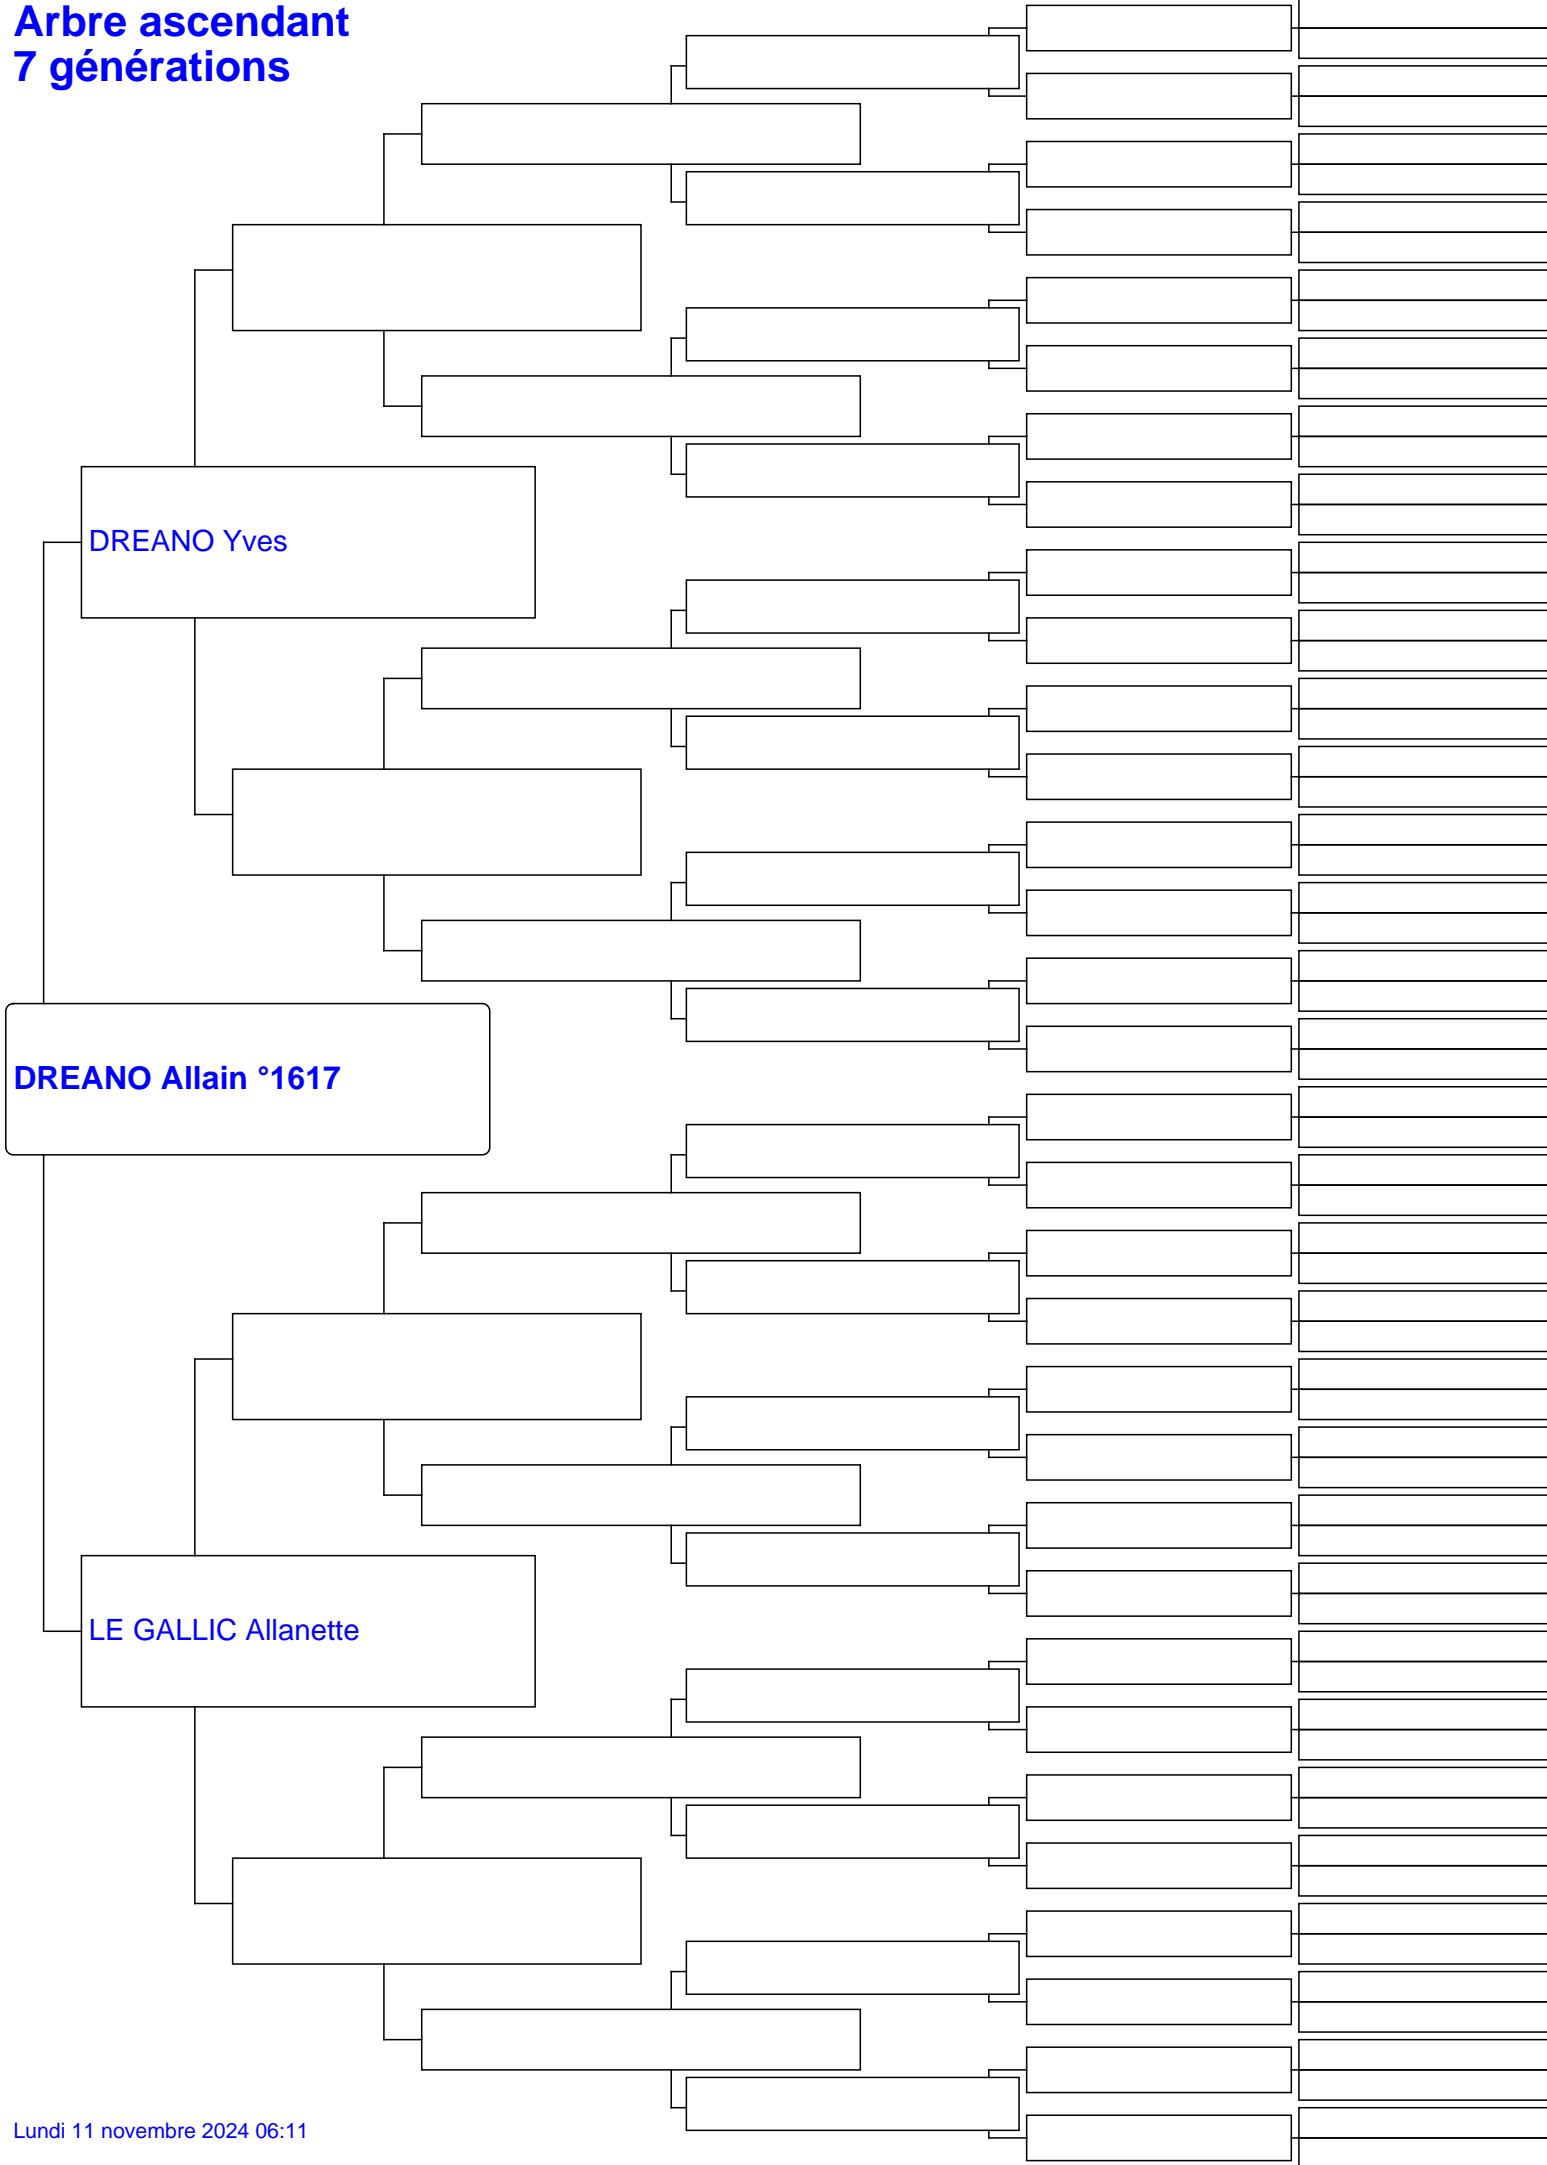 Arbre ascendant
7 générations
DREANO Yves
DREANO Allain °1617
LE GALLIC Allanette
Lundi 11 novembre 2024 06:11